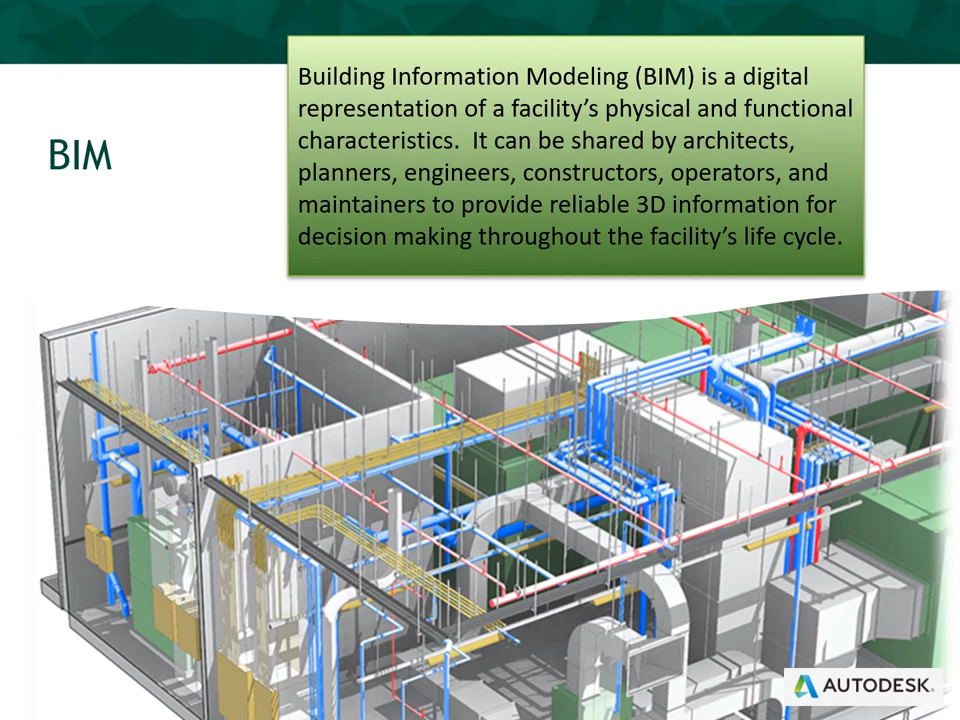 BIM
Building Information Modeling (BIM) is a digital
representation of a facility’s physical and functional
characteristics.  It can be shared by architects,
planners, engineers, constructors, operators, and
maintainers to provide reliable 3D information for
decision making throughout the facility’s life cycle.
AUTODESK.